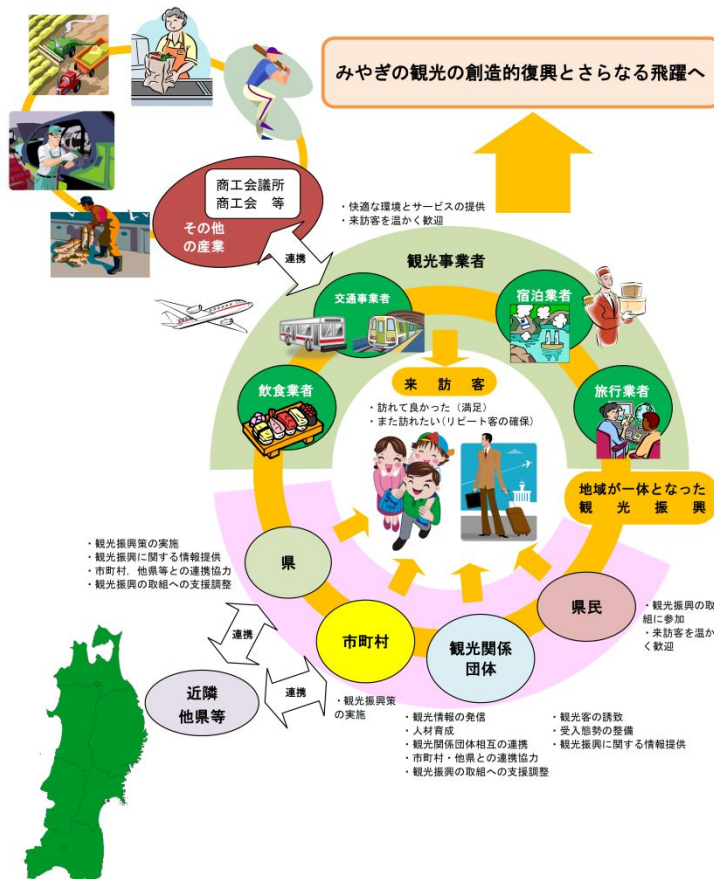 みやぎの観光の創造的復興とさらなる飛躍へ
商工会議所
商工会　等
その他
の産業
連携
・快適な環境とサービスの提供
・来訪客を温かく歓迎
観光事業者
交通事業者
宿泊業者
飲食業者
旅行業者
来　訪　客
・訪れて良かった（満足）
・また訪れたい（リピート客の確保）
地域が一体となった
観　光　振　興
・観光振興策の実施
・観光振興に関する情報提供
・市町村，他県等との連携協力
・観光振興の取組への支援調整
県
市町村
観光関係
団体
県民
・観光振興の取
組に参加
・来訪客を温か
く歓迎
連携
連携
近隣
他県等
・観光振興策
の実施
・観光情報の発信
・人材育成
・観光関係団体相互の連携
・市町村・他県との連携協力
・観光振興の取組への支援調整
・観光客の誘致
・受入態勢の整備
・観光振興に関する情報提供